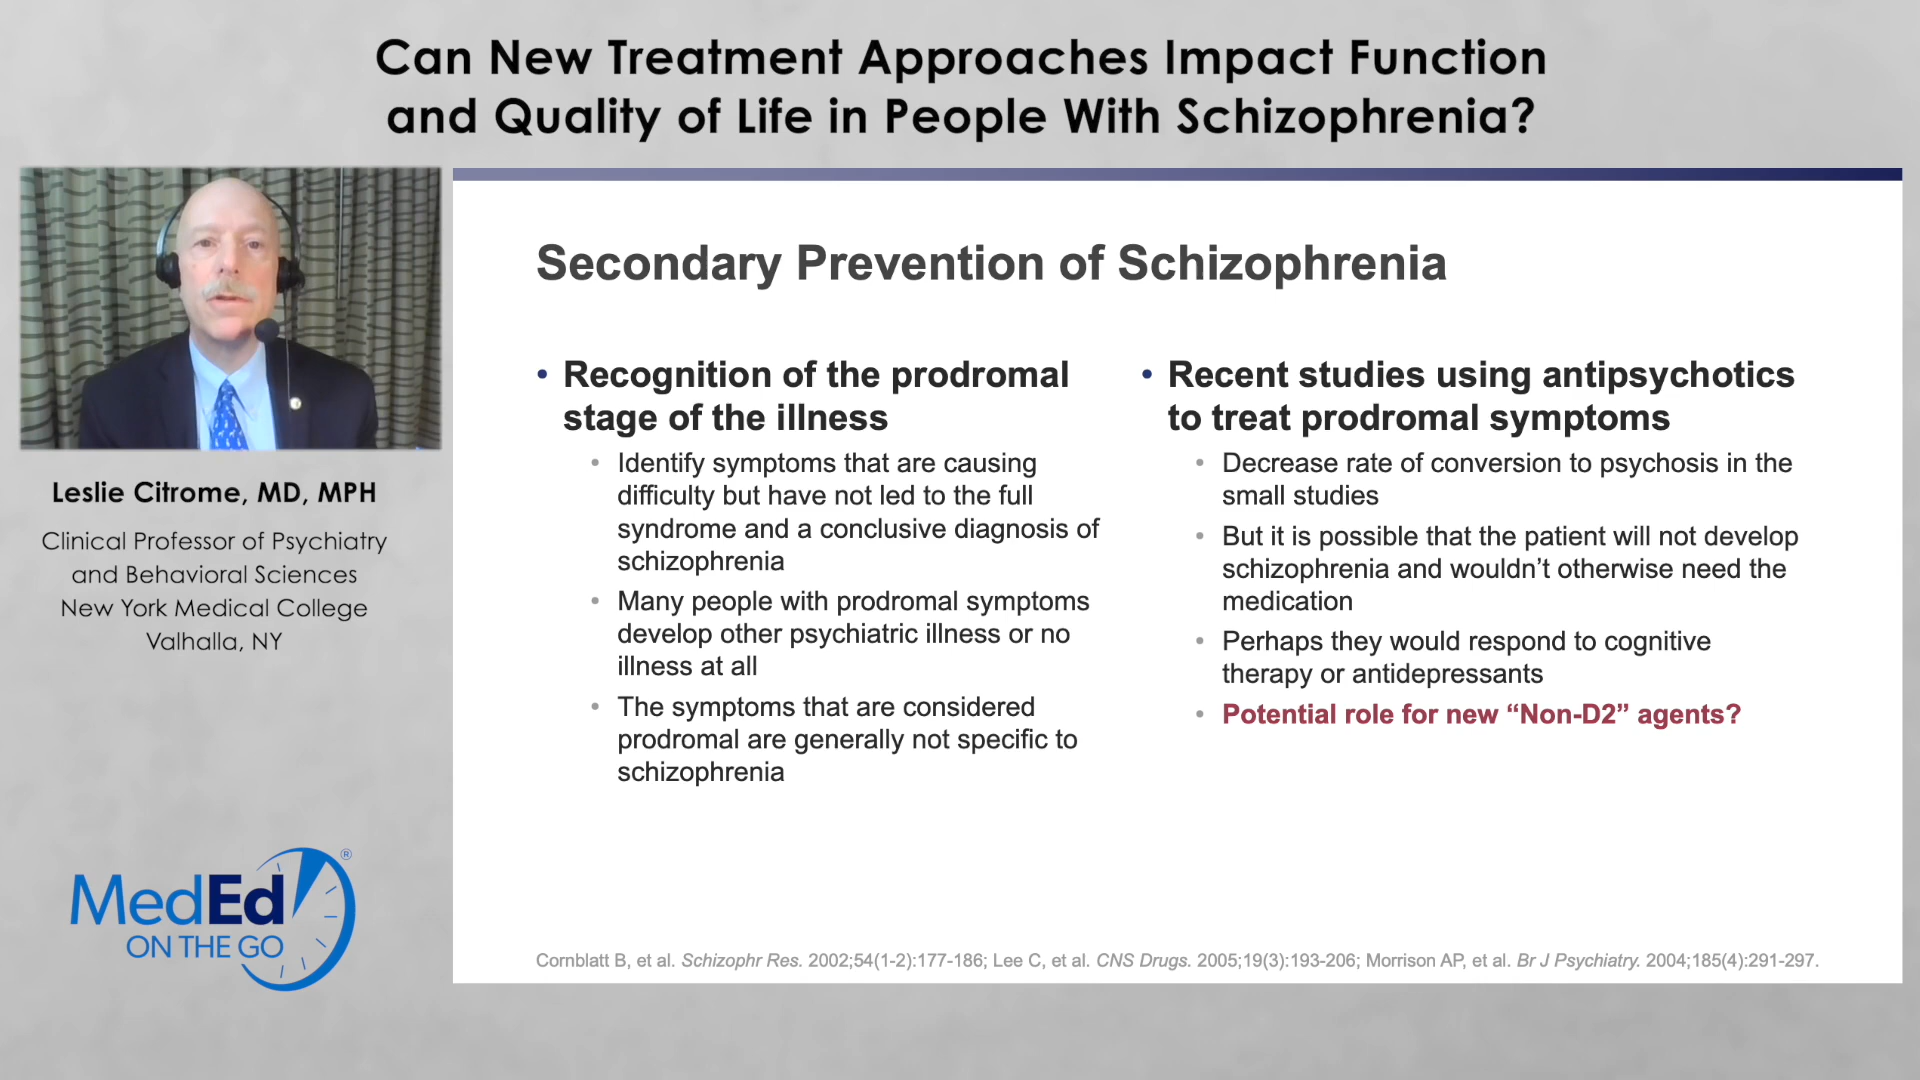 Can New Treatment Approaches Impact Function
and Quality of Life in People With Schizophrenia?
Leslie Citrome, MD, MPH
Clinical Professor of Psychiatry
and Behavioral Sciences
New York Medical College
Valhalla, NY
MedEd®
ON THE GO
Secondary Prevention of Schizophrenia
• Recognition of the prodromal
stage of the illness
• Identify symptoms that are causing
difficulty but have not led to the full
syndrome and a conclusive diagnosis of
schizophrenia
• Many people with prodromal symptoms
develop other psychiatric illness or no
illness at all
• The symptoms that are considered
prodromal are generally not specific to
schizophrenia
• Recent studies using antipsychotics
to treat prodromal symptoms
• Decrease rate of conversion to psychosis in the
small studies
• But it is possible that the patient will not develop
schizophrenia and wouldn’t otherwise need the
medication
• Perhaps they would respond to cognitive
therapy or antidepressants
• Potential role for new “Non-D2” agents?
Cornblatt B, et al. Schizophr Res. 2002;54(1-2):177-186; Lee C, et al. CNS Drugs. 2005;19(3):193-206; Morrison AP, et al. Br J Psychiatry. 2004;185(4):291-297.